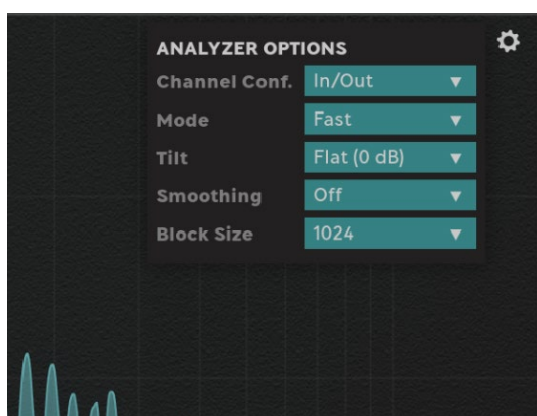 ANALYZER OPTIONS
Channel Conf. In/Out
Mode Fast
Tilt Flat (0 dB)
Smoothing Off
Block Size 1024